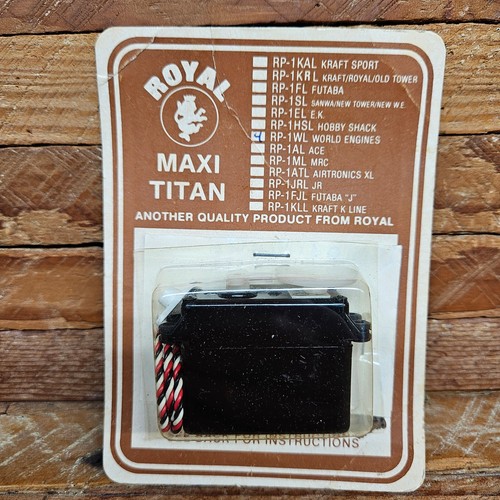 ROYAL
MAXI
TITAN
RP-1KAL KRAFT SPORT
RP-1KRL KRAFT/ROYAL/OLD TOWER
RP-1FL FUTABA
RP-1SL SANWA/NEW TOWER/NEW W.E.
RP-1EL E.K.
RP-1HSL HOBBY SHACK
RP-1WL WORLD ENGINES
RP-1AL ACE
RP-1ML MRC
RP-1ATL AIRTRONICS XL
RP-1JRL JR
RP-1FJL FUTABA "J"
RP-1KLL KRAFT K LINE
ANOTHER QUALITY PRODUCT FROM ROYAL
BACK FOR INSTRUCTIONS